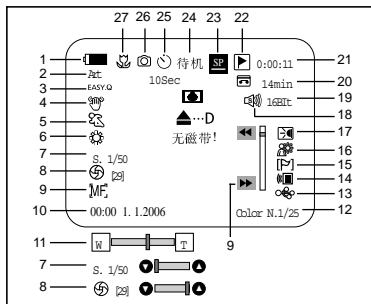 27 26 25 24 23 22
1 待机 SP 0:00:11 21
2 Art 10Sec 14min 20
3 EASY.Q 16BIt 19
4 18
5 …D 17
6 无磁带! 16
7 S. 1/50 15
8 [29] 14
9 MF 13
10 00:00 1.1.2006 9 Color N.1/25 12
11 W T
7 S. 1/50
8 [29]